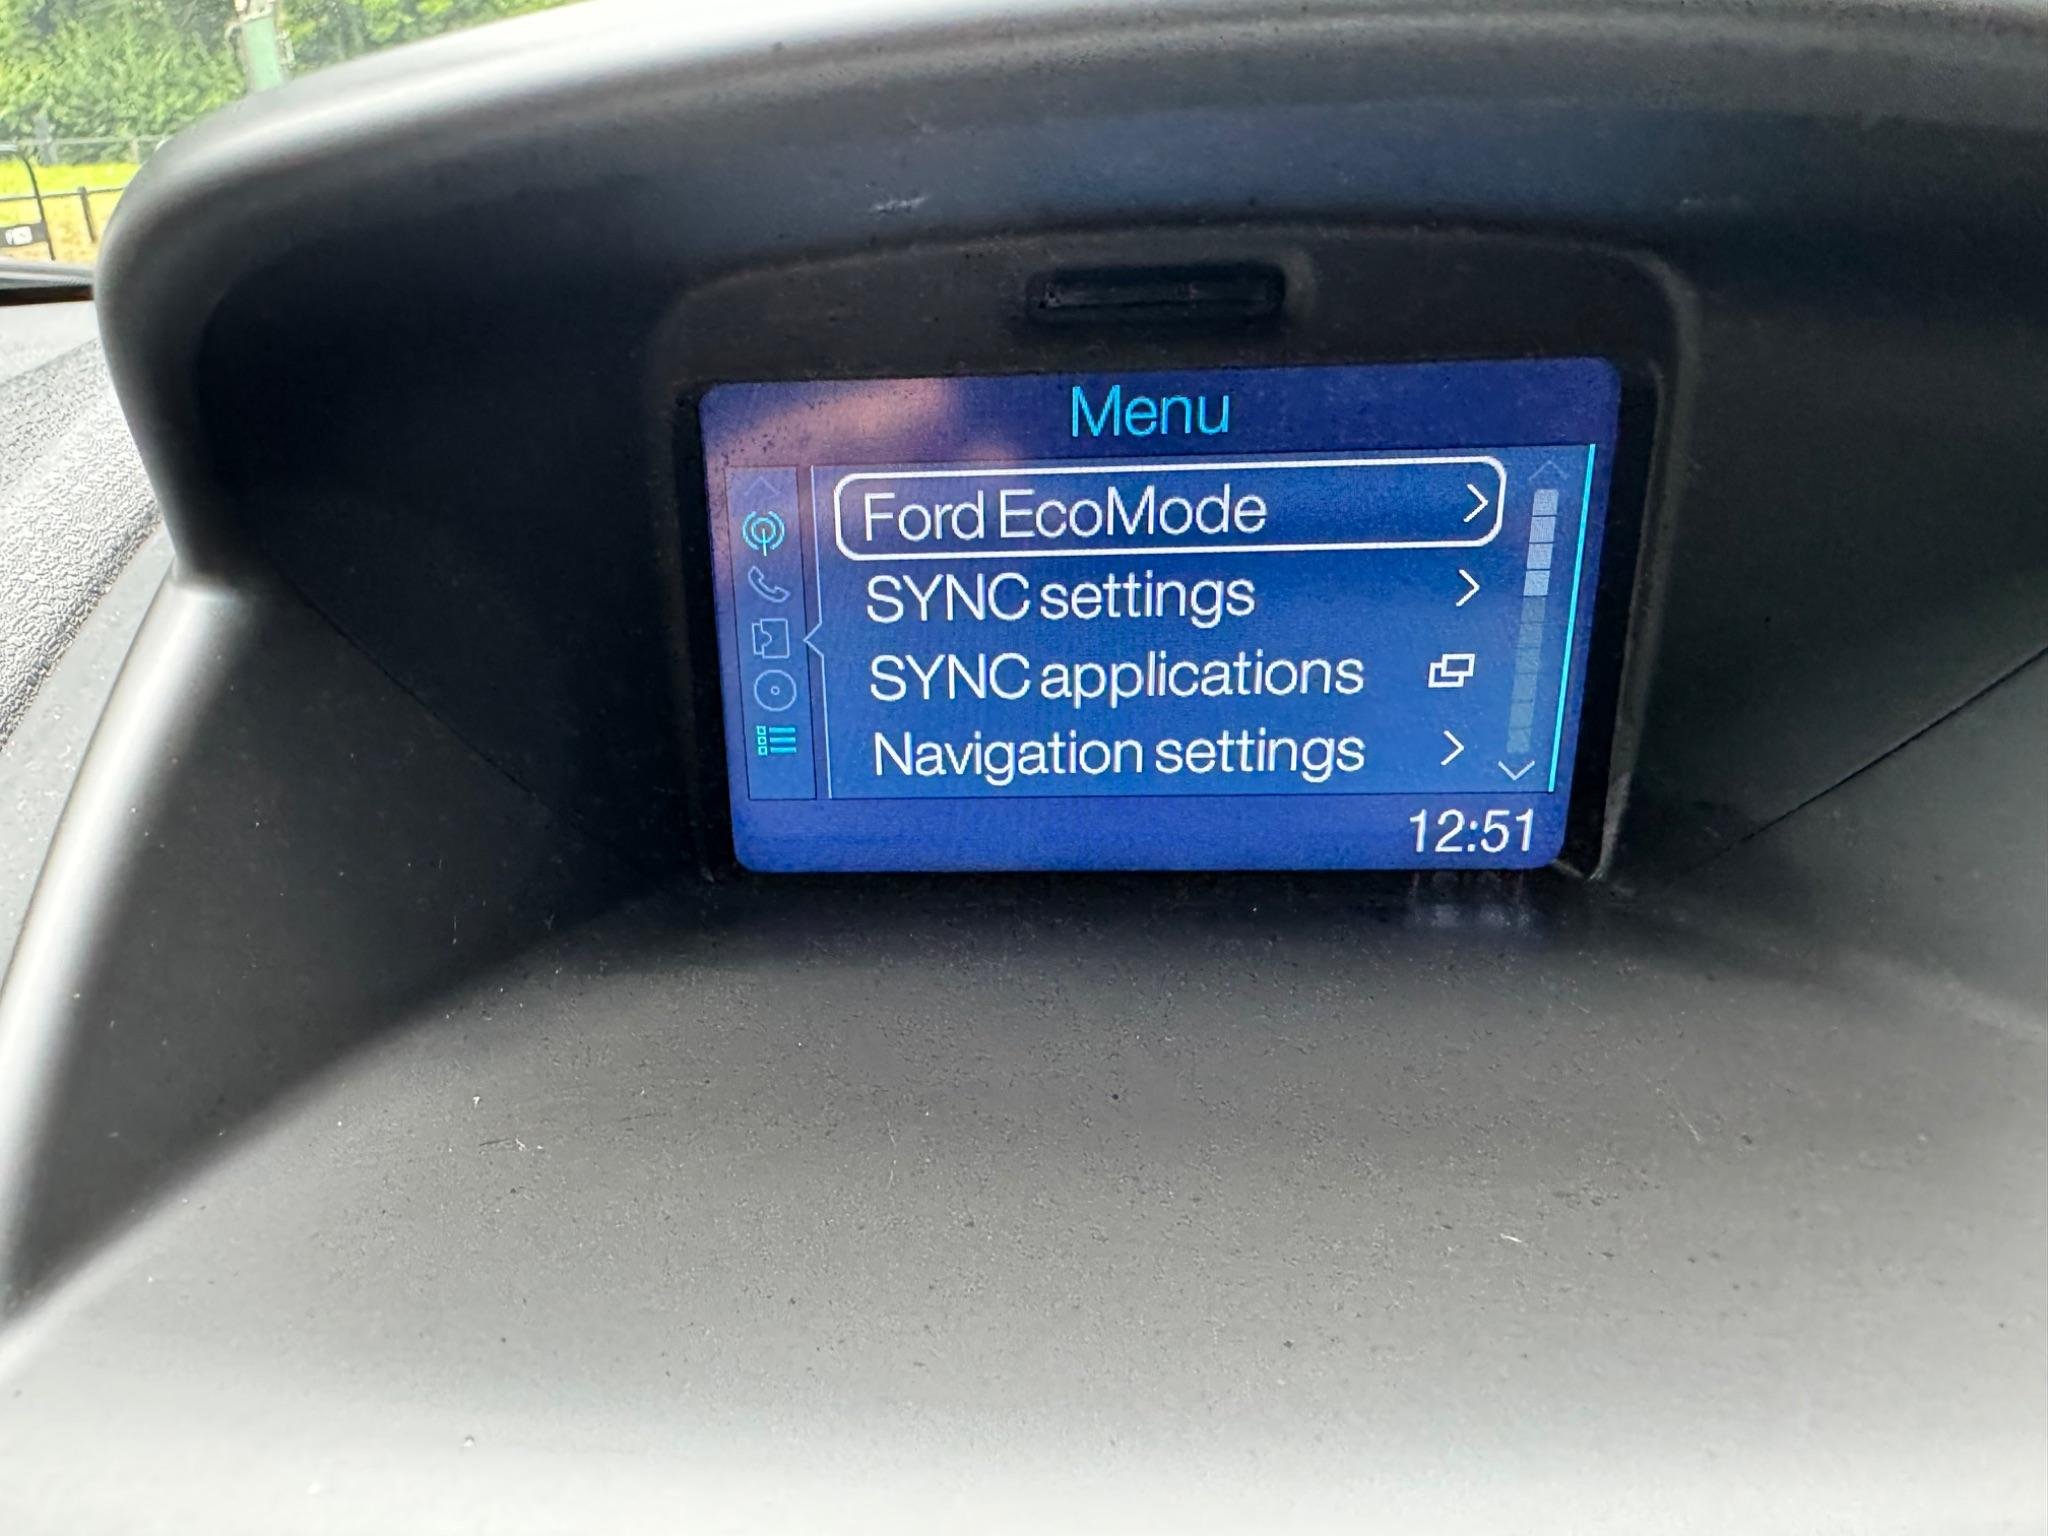 Menu
Ford EcoMode
SYNC settings
SYNC applications
Navigation settings
12:51